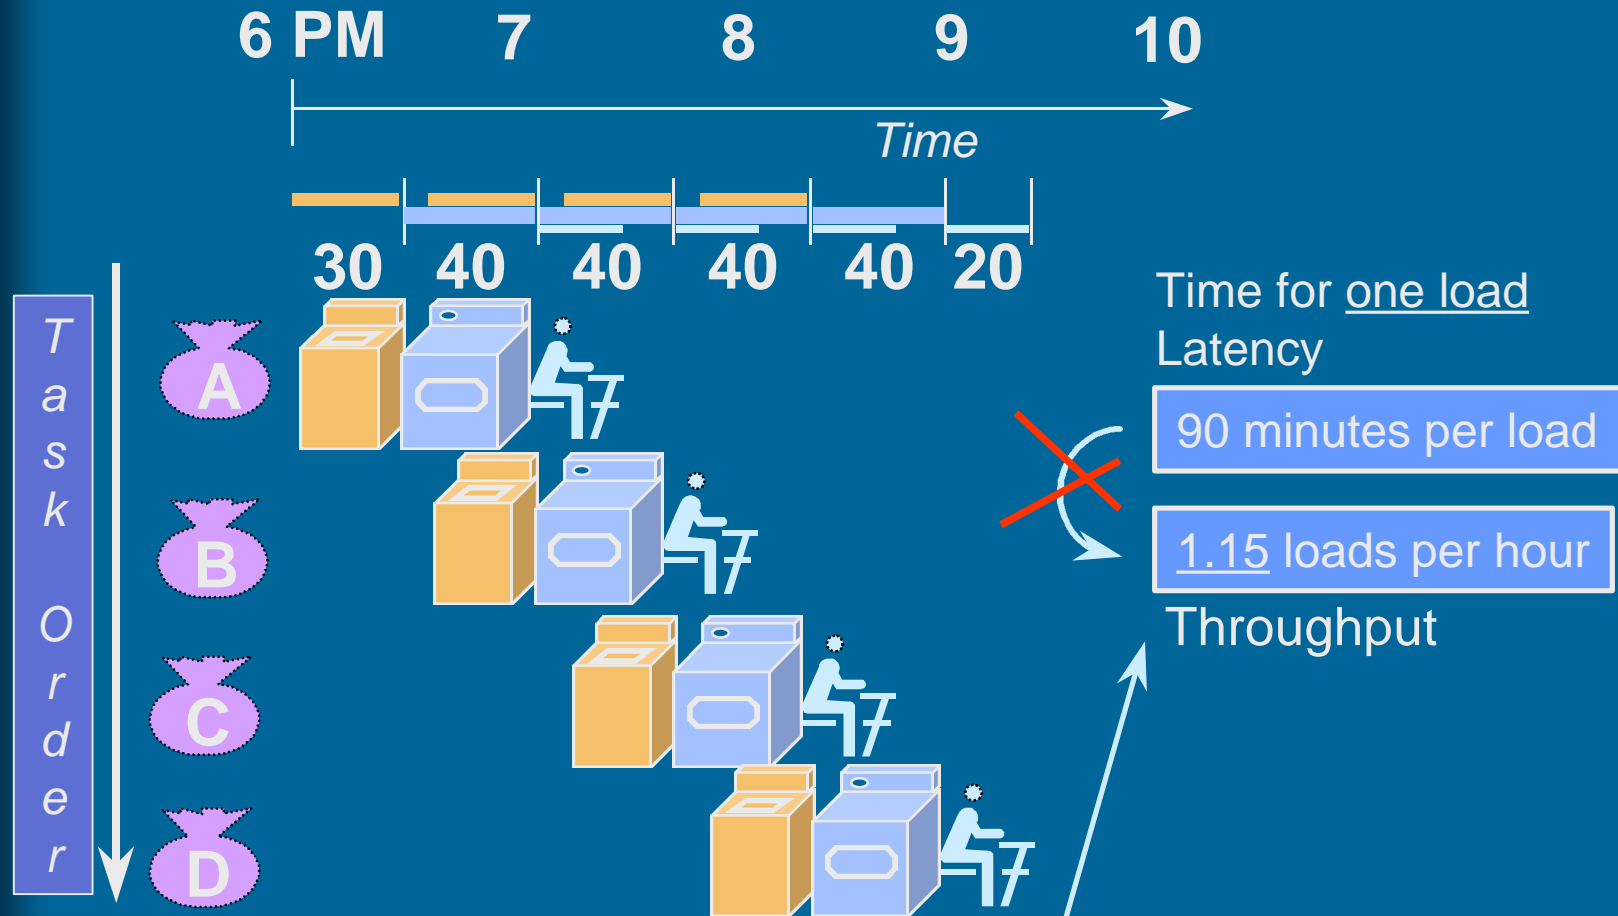 6 PM 7 8 9 10
Time
30 40 40 40 40 20
Task Order
A
B
C
D
Time for one load
Latency
90 minutes per load
1.15 loads per hour
Throughput